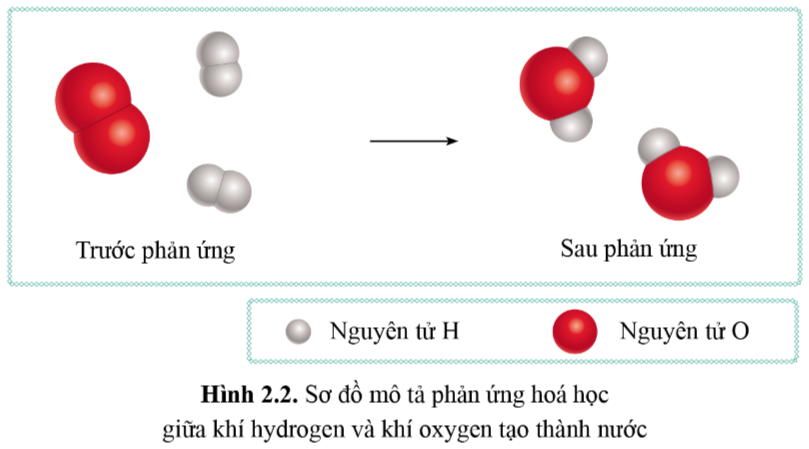 Trước phản ứng
Sau phản ứng
Nguyên tử H
Nguyên tử O
Hình 2.2. Sơ đồ mô tả phản ứng hoá học
giữa khí hydrogen và khí oxygen tạo thành nước